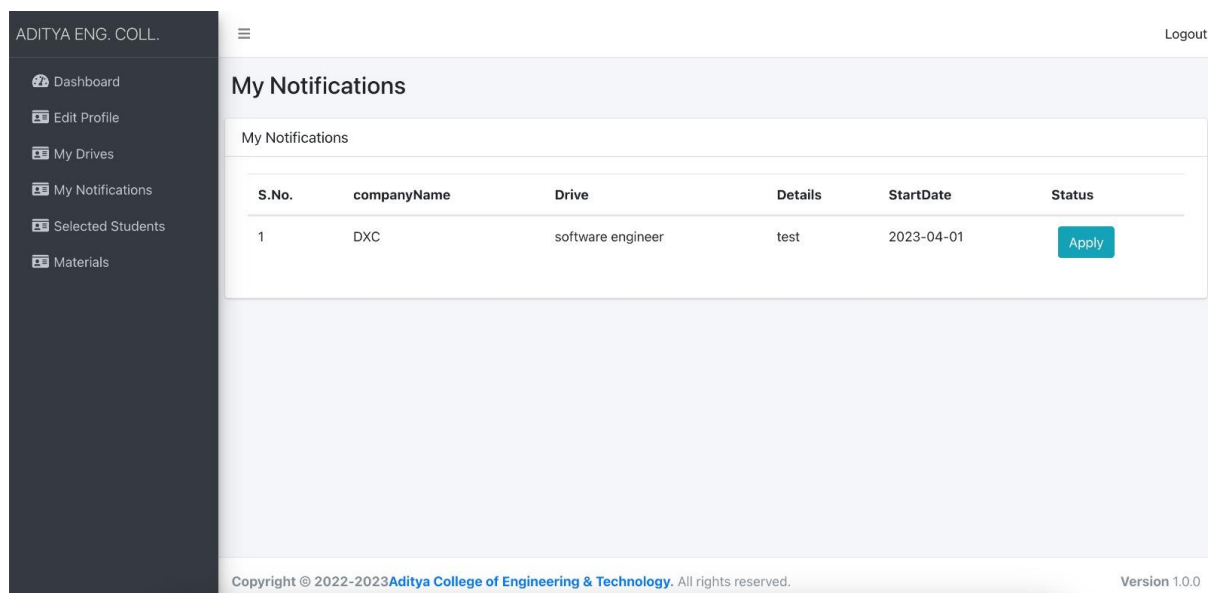 ADITYA ENG. COLL.
Logout
Dashboard
Edit Profile
My Drives
My Notifications
Selected Students
Materials
My Notifications
My Notifications
S.No. companyName Drive Details StartDate Status
1 DXC software engineer test 2023-04-01 Apply
Copyright © 2022-2023Aditya College of Engineering & Technology. All rights reserved. Version 1.0.0